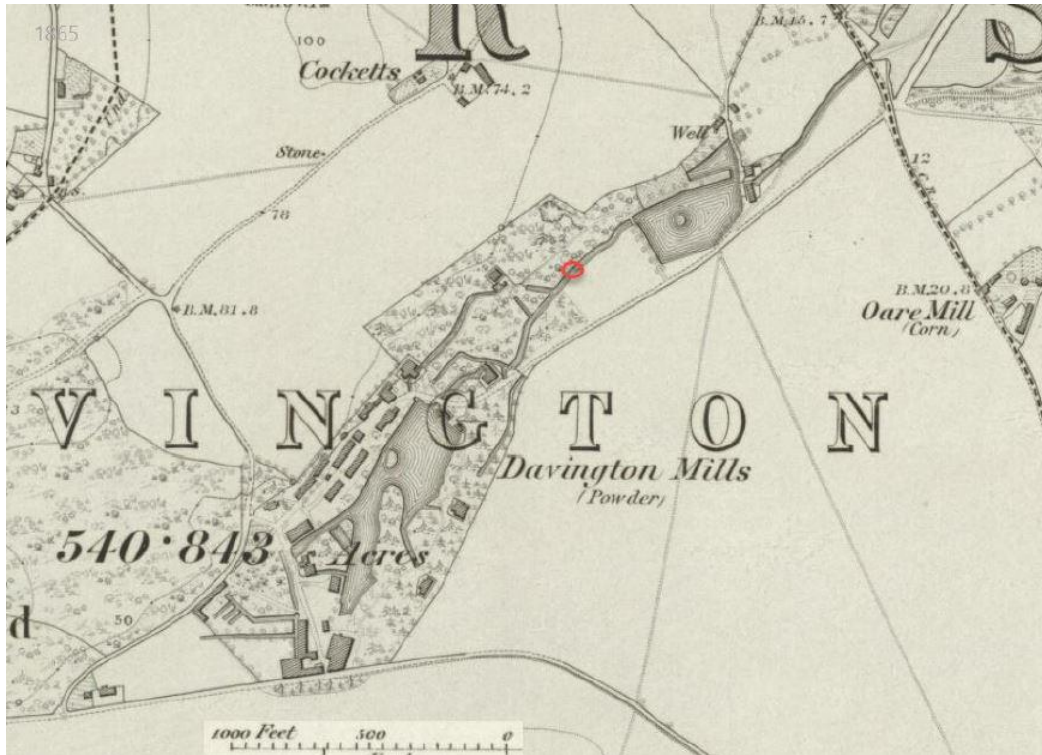 1865
B.M.15.7
100
R
S
Cocketts
B.M.74.2
Well
Stone
12
78
B.M.81.8
B.M.20.8
Oare Mill
(Corn)
VINGTON
Davington Mills
(Powder)
540·843 Acres
50
d
1000 Feet 500 0